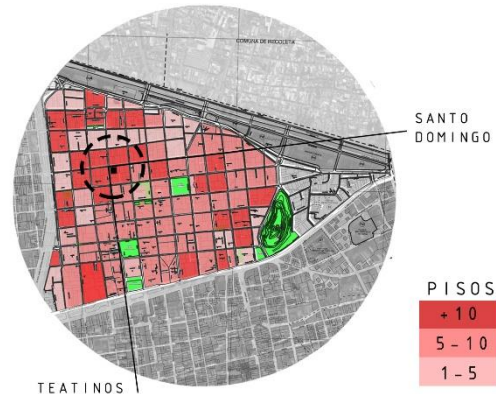 COMUNA DE RECOLETA
SANTO
DOMINGO
PISOS
+10
5-10
1-5
TEATINOS